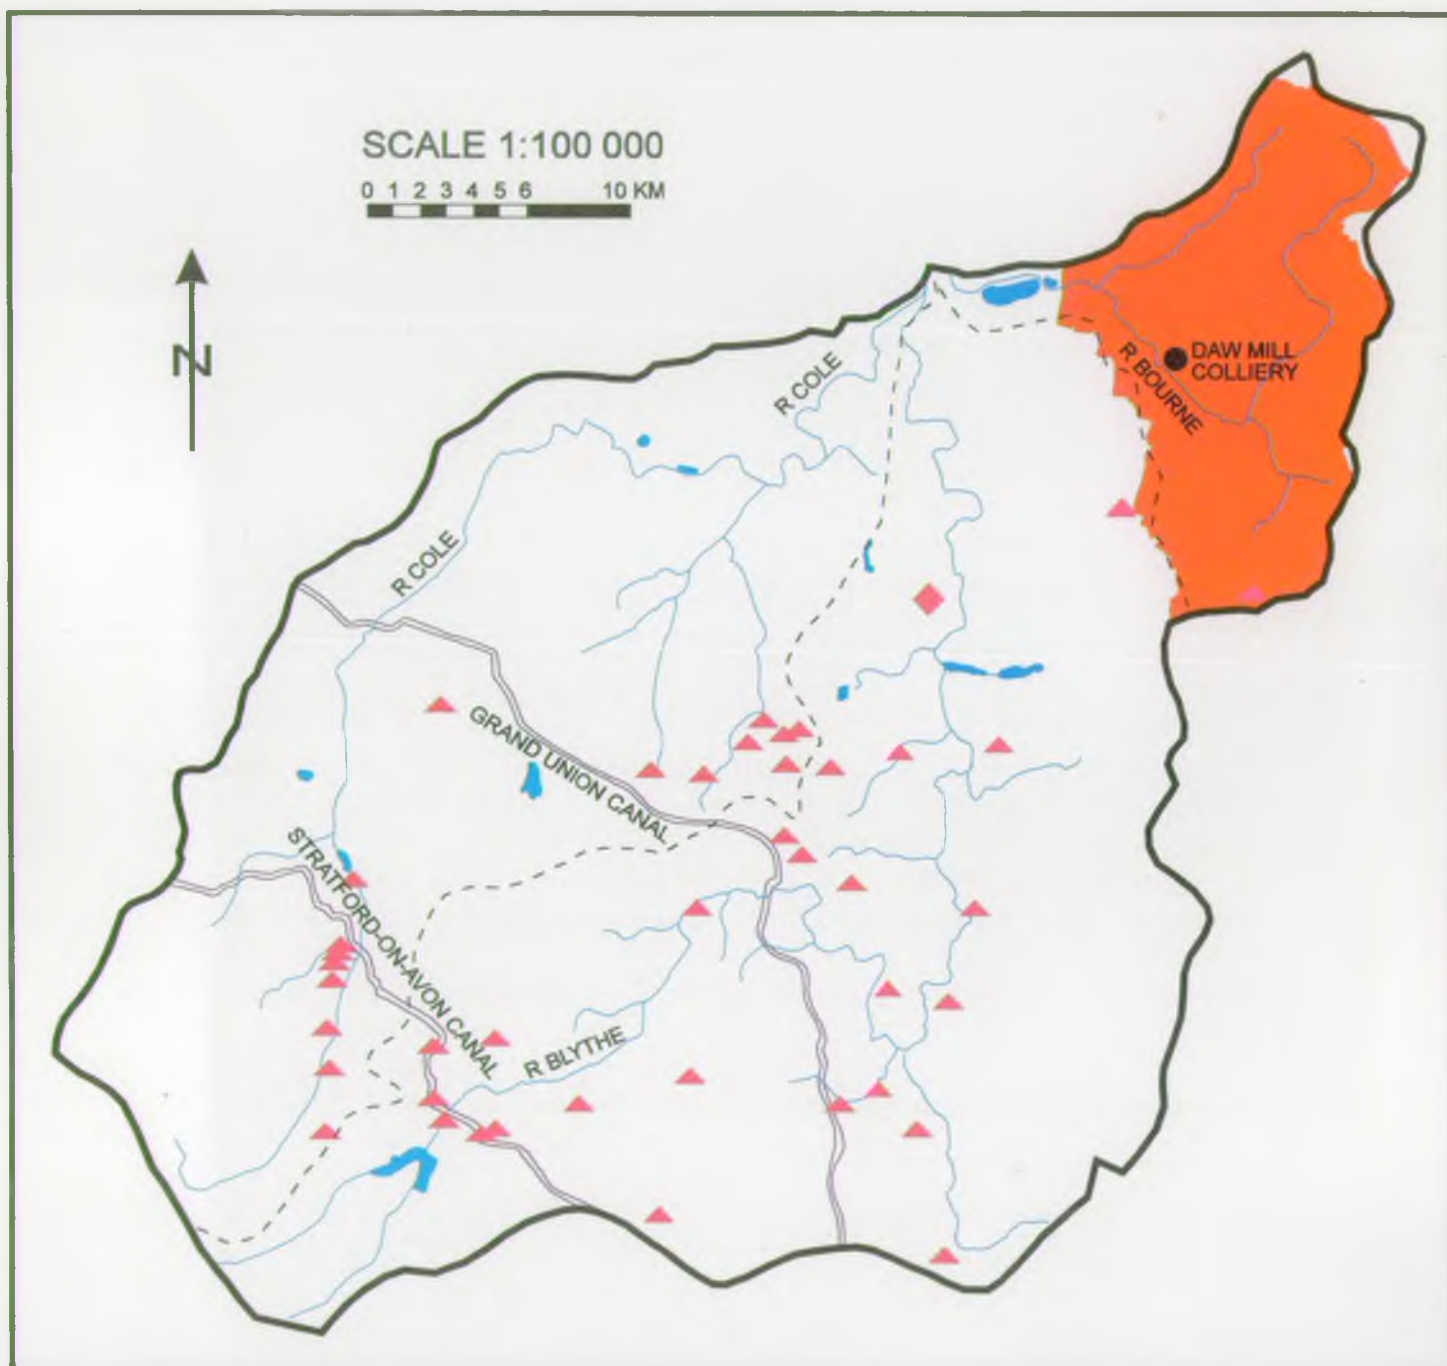 SCALE 1:100 000
0 1 2 3 4 5 6 10 KM
N
R COLE
DAW MILL
COLLIERY
R BOURNE
R COLE
GRAND UNION CANAL
STRATFORD-ON-AVON CANAL
R BLYTHE